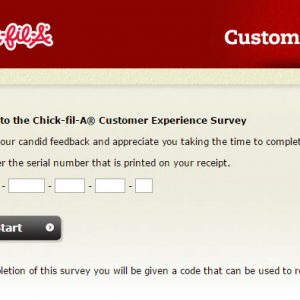 fil-A
Custom
to the Chick-fil-A® Customer Experience Survey
our candid feedback and appreciate you taking the time to complet
er the serial number that is printed on your receipt.
- - - -
Start
letion of this survey you will be given a code that can be used to r